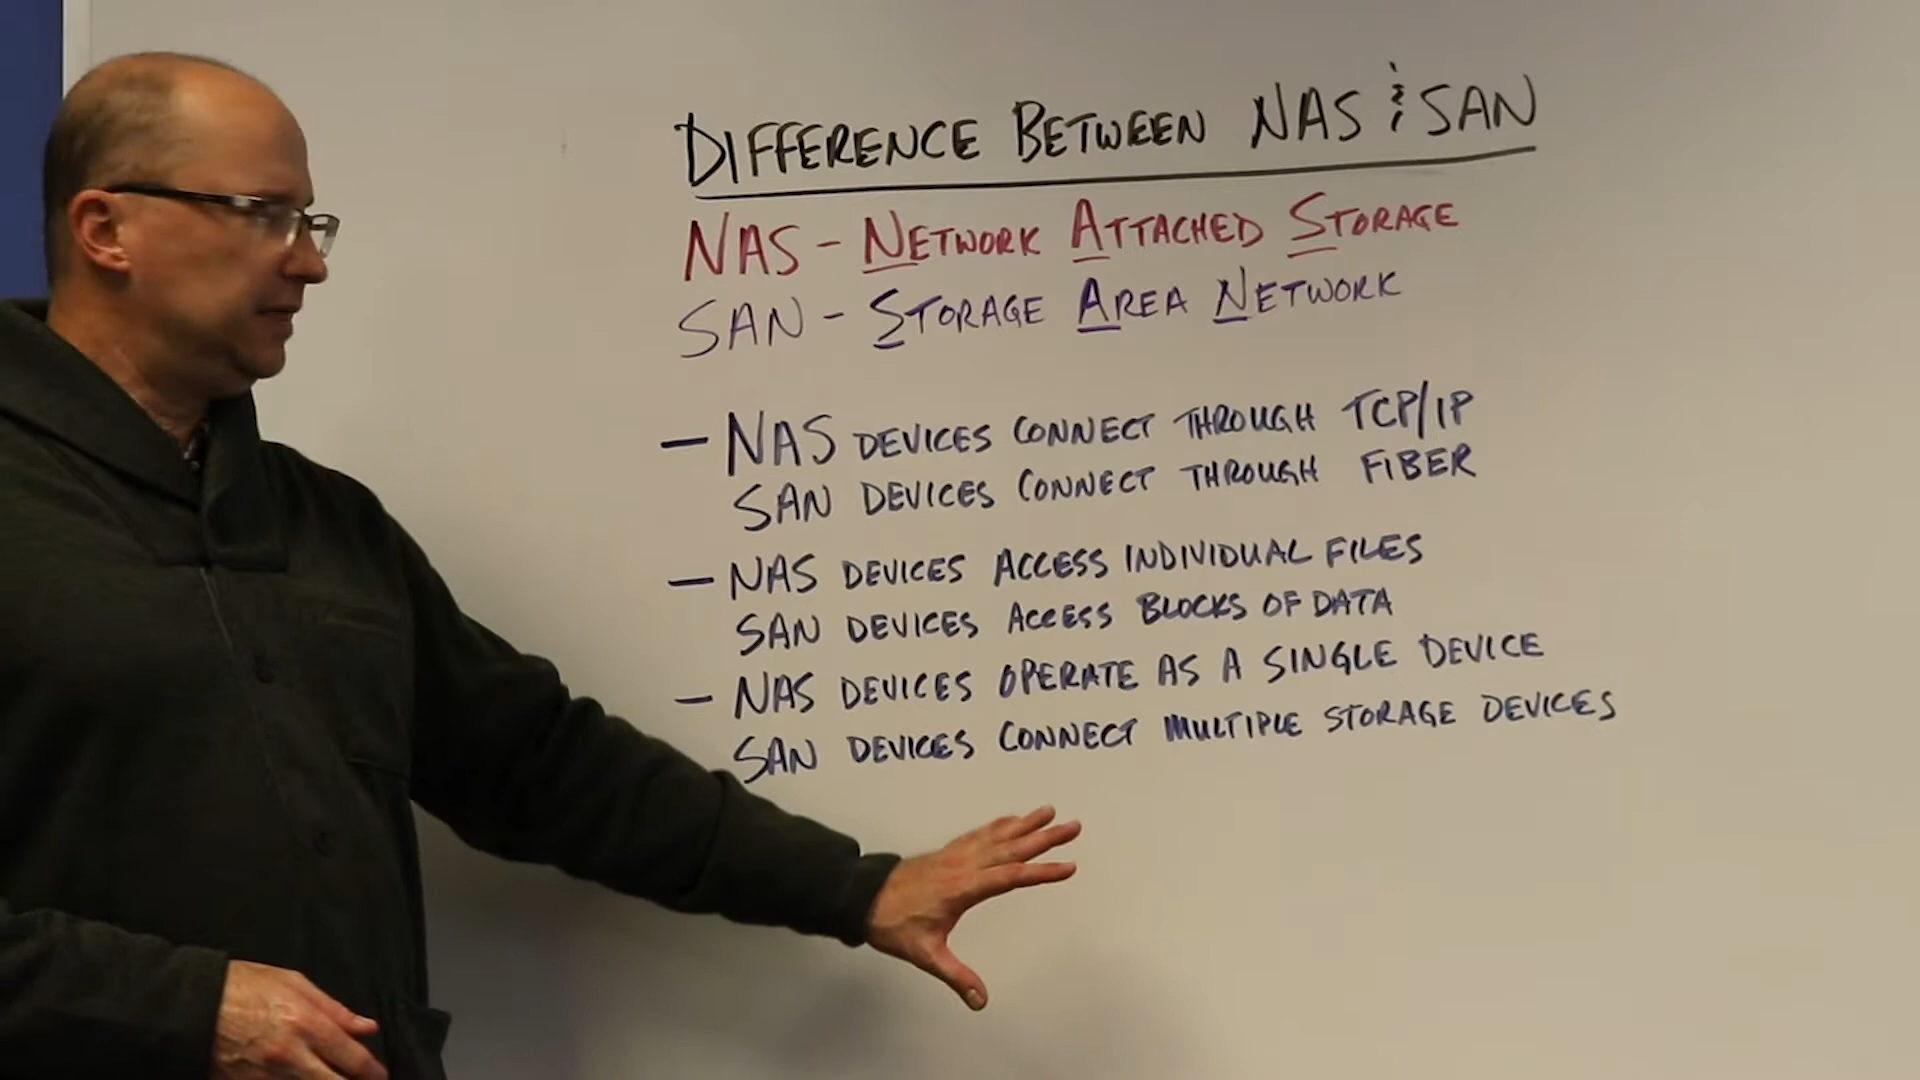 DIFFERENCE BETWEEN NAS & SAN
NAS - NETWORK ATTACHED STORAGE
SAN - STORAGE AREA NETWORK
- NAS DEVICES CONNECT THROUGH TCP/IP
SAN DEVICES CONNECT THROUGH FIBER
- NAS DEVICES ACCESS INDIVIDUAL FILES
SAN DEVICES ACCESS BLOCKS OF DATA
- NAS DEVICES OPERATE AS A SINGLE DEVICE
SAN DEVICES CONNECT MULTIPLE STORAGE DEVICES